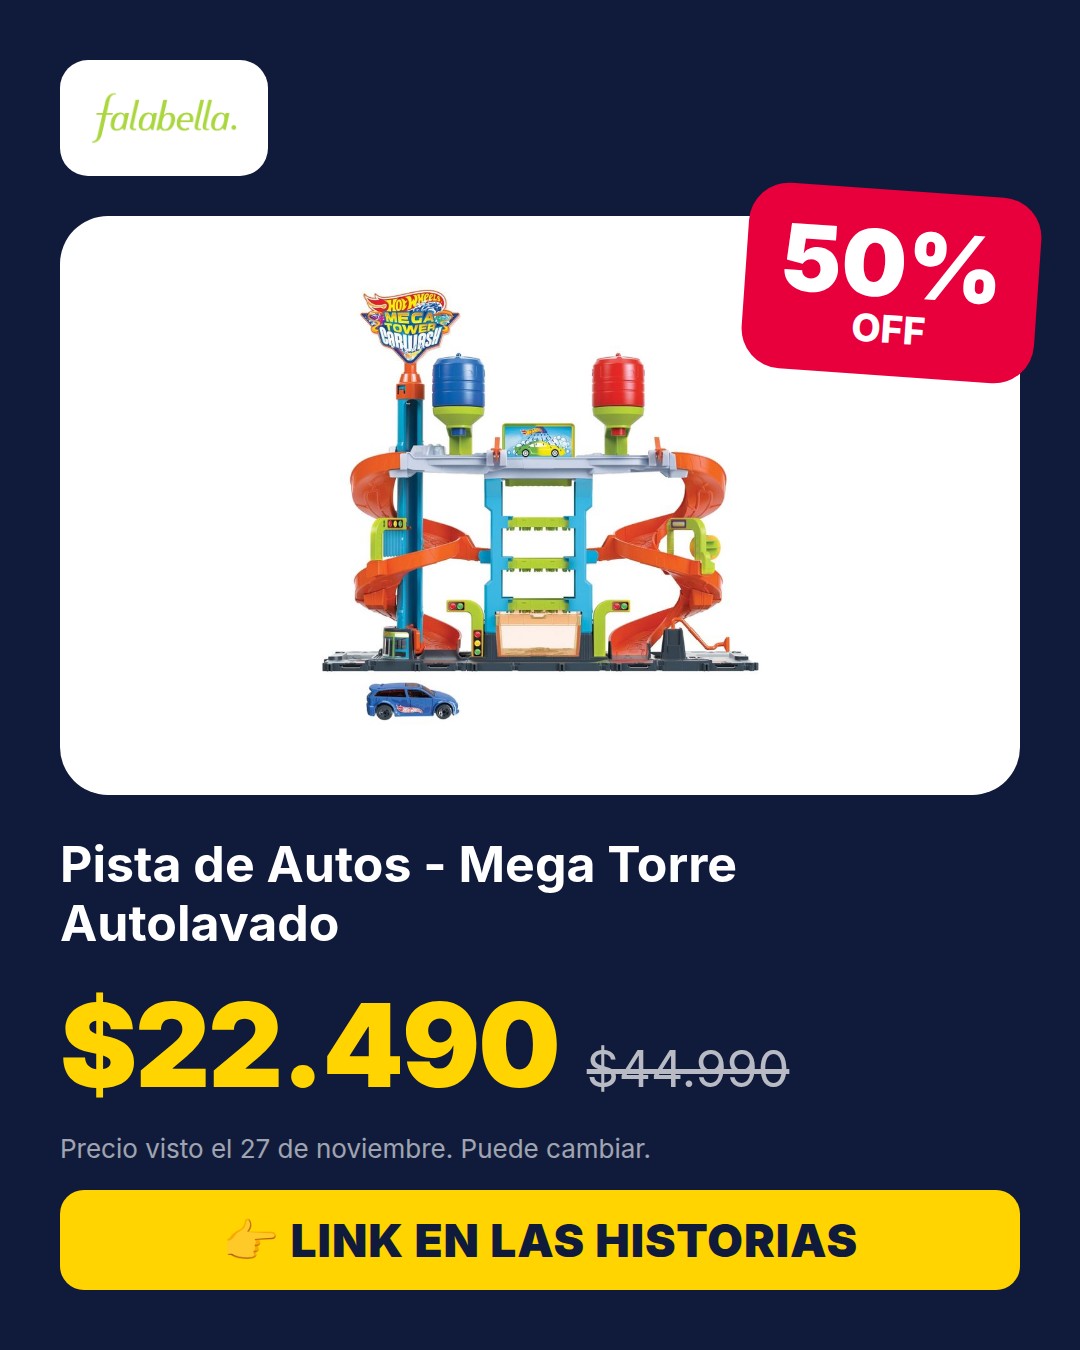 falabella.
50%
OFF
HOT WHEELS
MEGA
TOWER
CARWASH
Pista de Autos - Mega Torre
Autolavado
$22.490 $44.990
Precio visto el 27 de noviembre. Puede cambiar.
👉 LINK EN LAS HISTORIAS